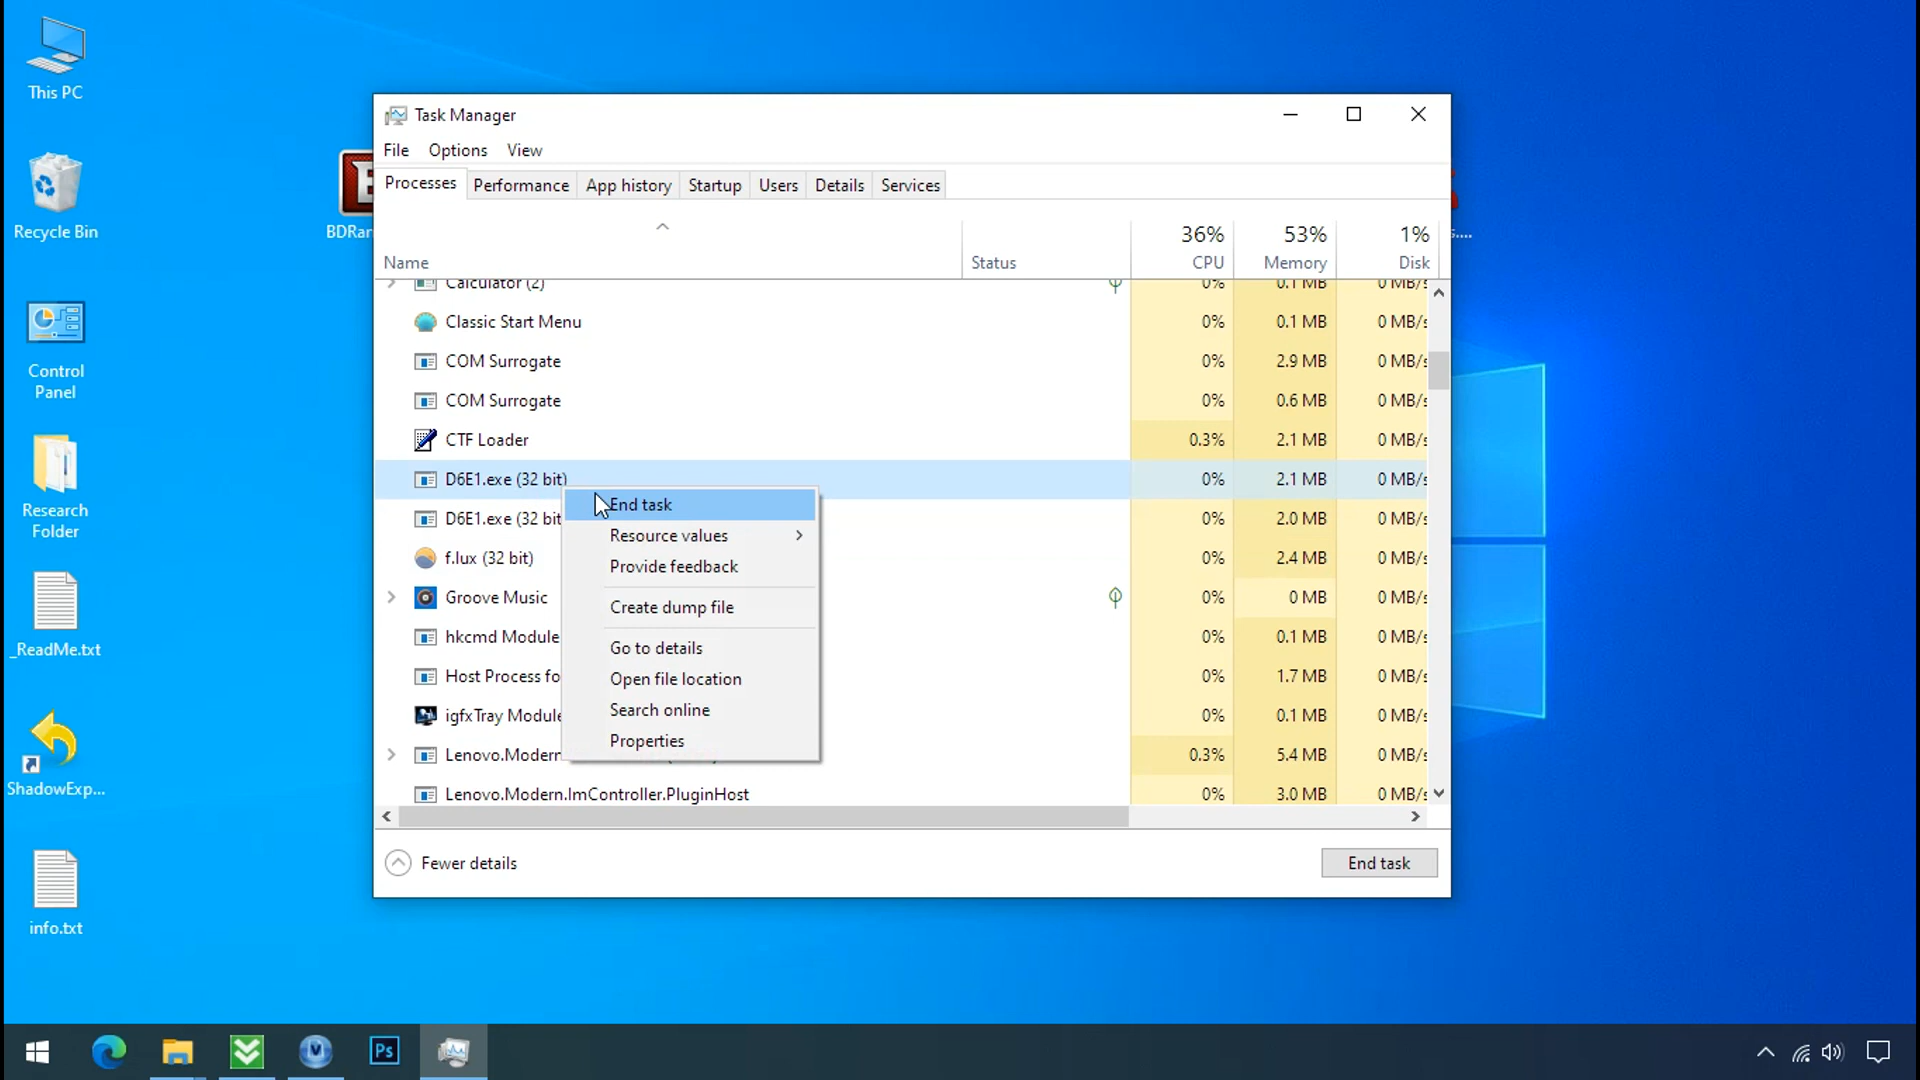 This PC
Recycle Bin
Control
Panel
Research
Folder
_ReadMe.txt
ShadowExp...
info.txt
BDRan
Task Manager
File Options View
Processes Performance App history Startup Users Details Services
36% 53% 1%
Name Status CPU Memory Disk
Calculator (2) 0% 0.1 MB 0 MB/s
Classic Start Menu 0% 0.1 MB 0 MB/s
COM Surrogate 0% 2.9 MB 0 MB/s
COM Surrogate 0% 0.6 MB 0 MB/s
CTF Loader 0.3% 2.1 MB 0 MB/s
D6E1.exe (32 bit) 0% 2.1 MB 0 MB/s
D6E1.exe (32 bit 0% 2.0 MB 0 MB/s
f.lux (32 bit) 0% 2.4 MB 0 MB/s
Groove Music 0% 0 MB 0 MB/s
hkcmd Module 0% 0.1 MB 0 MB/s
Host Process fo 0% 1.7 MB 0 MB/s
igfxTray Module 0% 0.1 MB 0 MB/s
Lenovo.Modern 0.3% 5.4 MB 0 MB/s
Lenovo.Modern.ImController.PluginHost 0% 3.0 MB 0 MB/s
End task
Resource values
Provide feedback
Create dump file
Go to details
Open file location
Search online
Properties
Fewer details
End task
Ps